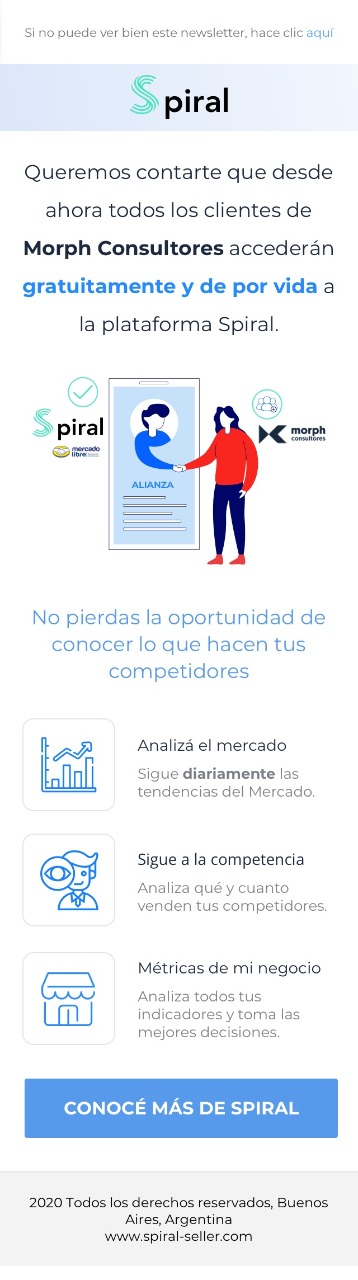 Si no puede ver bien este newsletter, hace clic aquí
Spiral
Queremos contarte que desde
ahora todos los clientes de
Morph Consultores accederán
gratuitamente y de por vida a
la plataforma Spiral.
Spiral
mercado
libre
ALIANZA
morph
consultores
No pierdas la oportunidad de
conocer lo que hacen tus
competidores
Analizá el mercado
Sigue diariamente las
tendencias del Mercado.
Sigue a la competencia
Analiza qué y cuanto
venden tus competidores.
Métricas de mi negocio
Analiza todos tus
indicadores y toma las
mejores decisiones.
CONOCÉ MÁS DE SPIRAL
2020 Todos los derechos reservados, Buenos
Aires, Argentina
www.spiral-seller.com